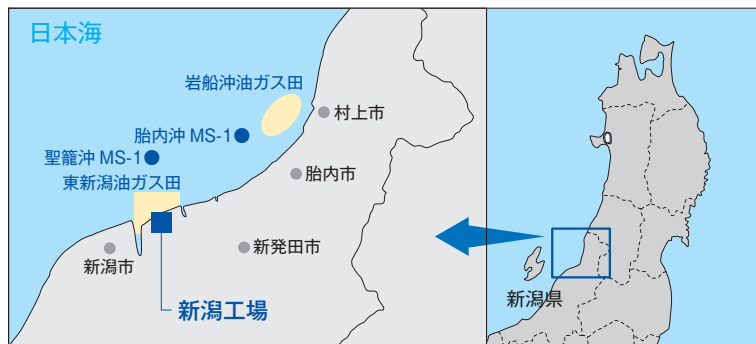 日本海
岩船沖油ガス田
村上市
胎内沖 MS-1
聖籠沖 MS-1
胎内市
東新潟油ガス田
新発田市
新潟市
新潟工場
新潟県